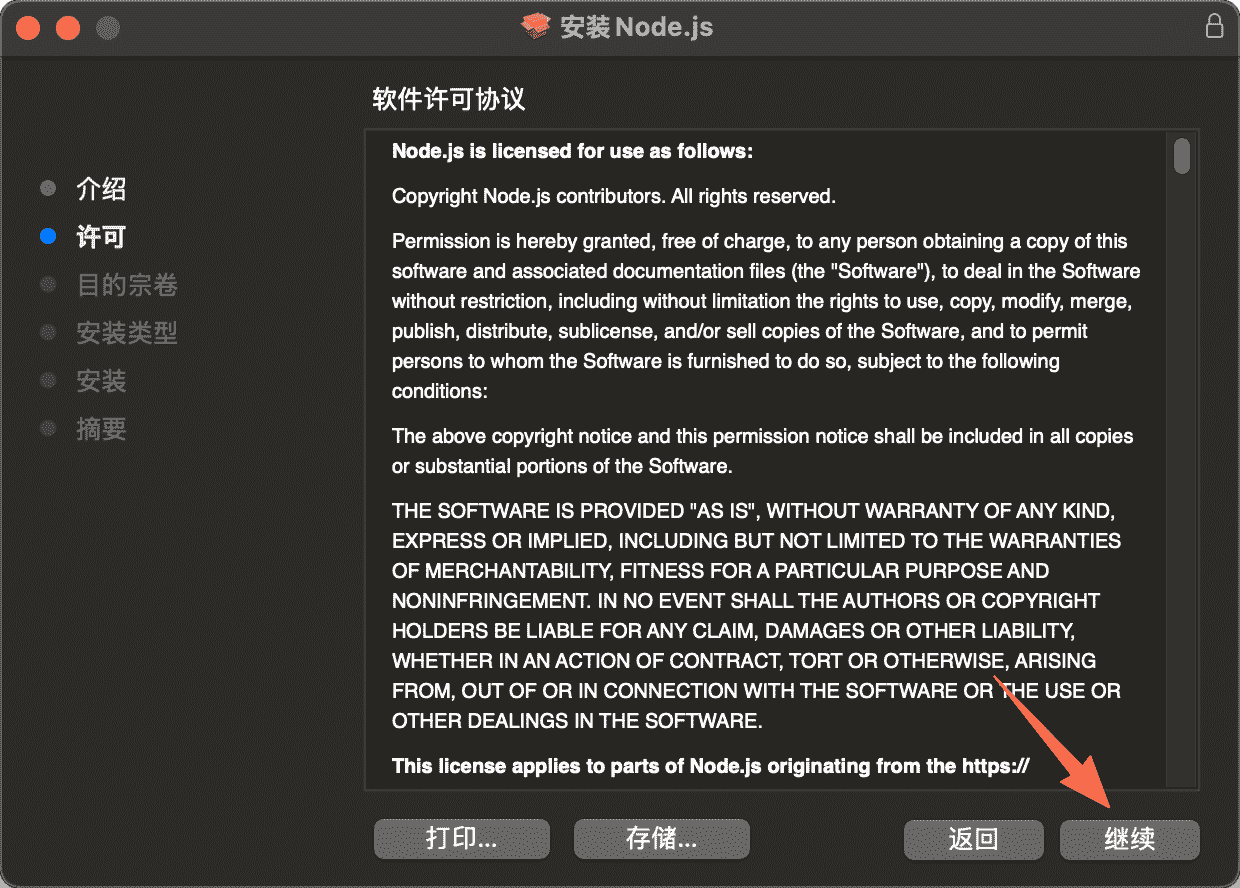 安装 Node.js
软件许可协议
介绍
许可
目的宗卷
安装类型
安装
摘要
Node.js is licensed for use as follows:
Copyright Node.js contributors. All rights reserved.
Permission is hereby granted, free of charge, to any person obtaining a copy of this
software and associated documentation files (the "Software"), to deal in the Software
without restriction, including without limitation the rights to use, copy, modify, merge,
publish, distribute, sublicense, and/or sell copies of the Software, and to permit
persons to whom the Software is furnished to do so, subject to the following
conditions:
The above copyright notice and this permission notice shall be included in all copies
or substantial portions of the Software.
THE SOFTWARE IS PROVIDED "AS IS", WITHOUT WARRANTY OF ANY KIND,
EXPRESS OR IMPLIED, INCLUDING BUT NOT LIMITED TO THE WARRANTIES
OF MERCHANTABILITY, FITNESS FOR A PARTICULAR PURPOSE AND
NONINFRINGEMENT. IN NO EVENT SHALL THE AUTHORS OR COPYRIGHT
HOLDERS BE LIABLE FOR ANY CLAIM, DAMAGES OR OTHER LIABILITY,
WHETHER IN AN ACTION OF CONTRACT, TORT OR OTHERWISE, ARISING
FROM, OUT OF OR IN CONNECTION WITH THE SOFTWARE OR THE USE OR
OTHER DEALINGS IN THE SOFTWARE.
This license applies to parts of Node.js originating from the https://
打印... 存储... 返回 继续